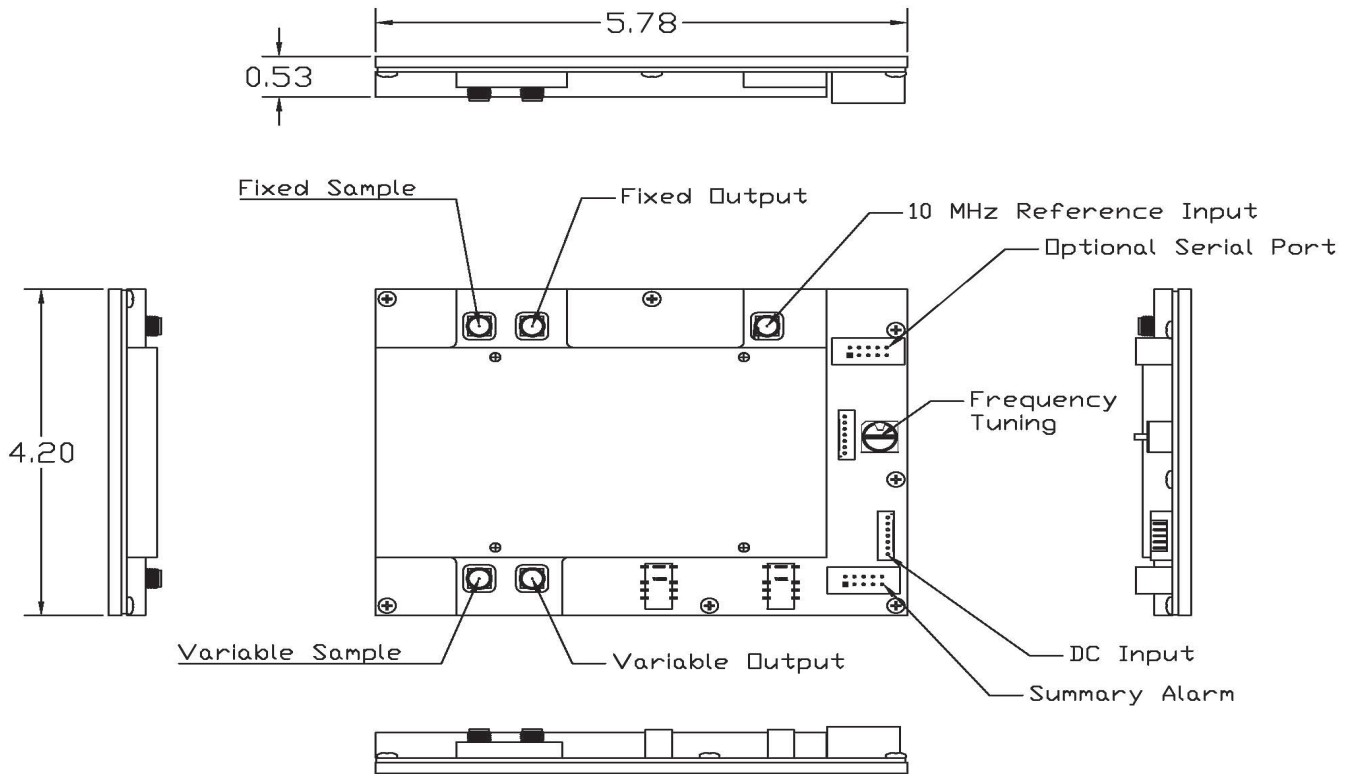 5.78
0.53
Fixed Sample
Fixed Output
10 MHz Reference Input
Optional Serial Port
4.20
Frequency
Tuning
Variable Sample
Variable Output
DC Input
Summary Alarm